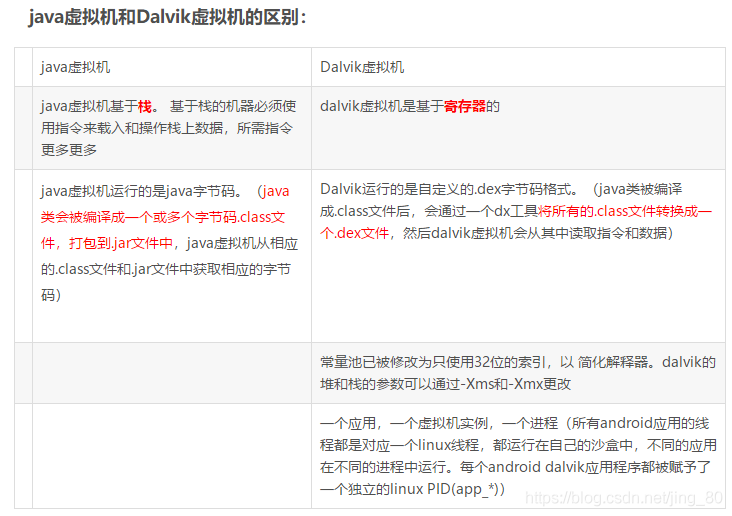 java虚拟机和Dalvik虚拟机的区别：
java虚拟机
Dalvik虚拟机
java虚拟机基于栈。 基于栈的机器必须使
用指令来载入和操作栈上数据，所需指令
更多更多
dalvik虚拟机是基于寄存器的
java虚拟机运行的是java字节码。（java
类会被编译成一个或多个字节码.class文
件，打包到.jar文件中，java虚拟机从相应
的.class文件和.jar文件中获取相应的字节
码）
Dalvik运行的是自定义的.dex字节码格式。（java类被编译
成.class文件后，会通过一个dx工具将所有的.class文件转换成一
个.dex文件，然后dalvik虚拟机会从其中读取指令和数据）
常量池已被修改为只使用32位的索引，以 简化解释器。dalvik的
堆和栈的参数可以通过-Xms和-Xmx更改
一个应用，一个虚拟机实例，一个进程（所有android应用的线
程都是对应一个linux线程，都运行在自己的沙盒中，不同的应用
在不同的进程中运行。每个android dalvik应用程序都被赋予了
一个独立的linux PID(app_*)）
https://blog.csdn.net/jing_80